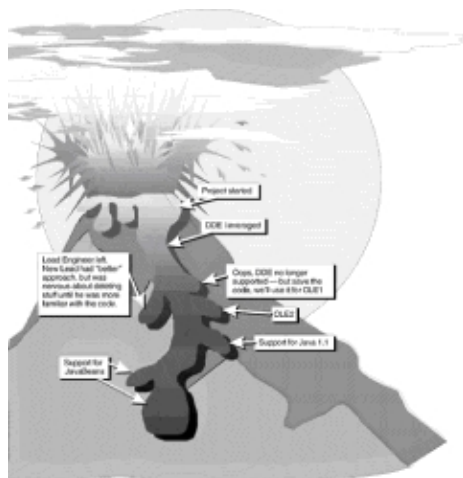 Project started
DDE Leveraged
Lead Engineer left.
New Lead had "better"
approach, but was
nervous about deleting
stuff until he was more
familiar with the code.
Oops, DDE no longer
supported — but save the
code, we'll use it for OLE1
OLE2
Support for Java 1.1
Support for
JavaBeans